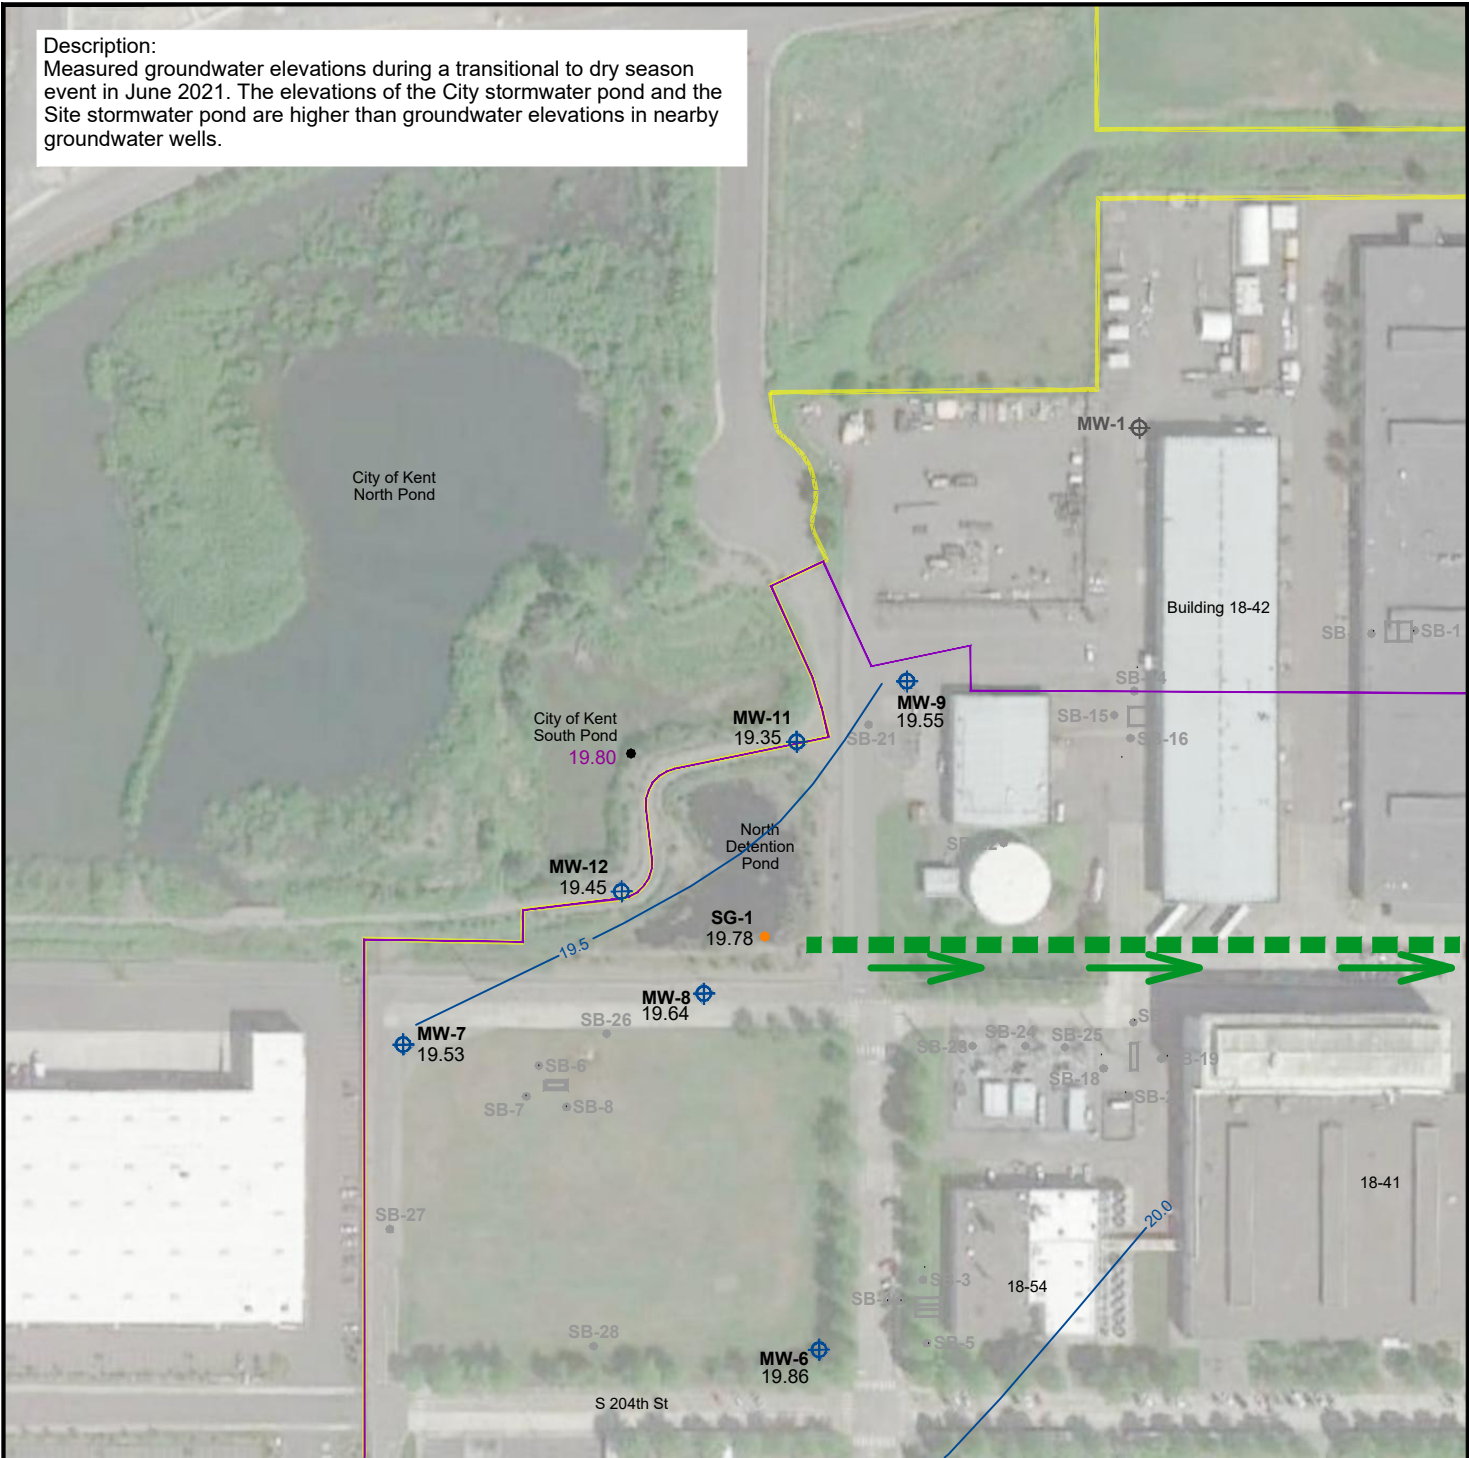 Description:
Measured groundwater elevations during a transitional to dry season
event in June 2021. The elevations of the City stormwater pond and the
Site stormwater pond are higher than groundwater elevations in nearby
groundwater wells.
MW-1
City of Kent
North Pond
Building 18-42
SB-1
SB-15
SB-16
MW-9
19.55
SB-21
MW-11
19.35
City of Kent
South Pond
19.80
North
Detention
Pond
MW-12
19.45
SG-1
19.78
19.5
MW-8
19.64
MW-7
19.53
SB-26
SB-6
SB-7
SB-8
SB-23
SB-24
SB-25
SB-18
SB-19
18-41
20.0
SB-27
SB-3
18-54
SB-5
SB-28
MW-6
19.86
S 204th St